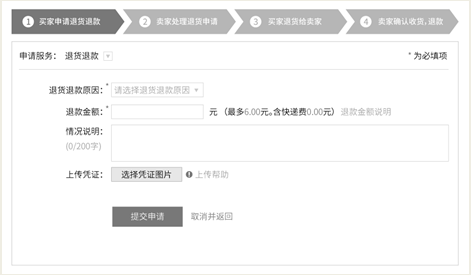 1 买家申请退货退款 2 卖家处理退货申请 3 买家退货给卖家 4 卖家确认收货,退款
申请服务： 退货退款 * 为必填项
退货退款原因：* 请选择退货退款原因
退款金额：* 元 （最多6.00元。含快递费0.00元） 退款金额说明
情况说明：
(0/200字)
上传凭证： 选择凭证图片 ! 上传帮助
提交申请 取消并返回